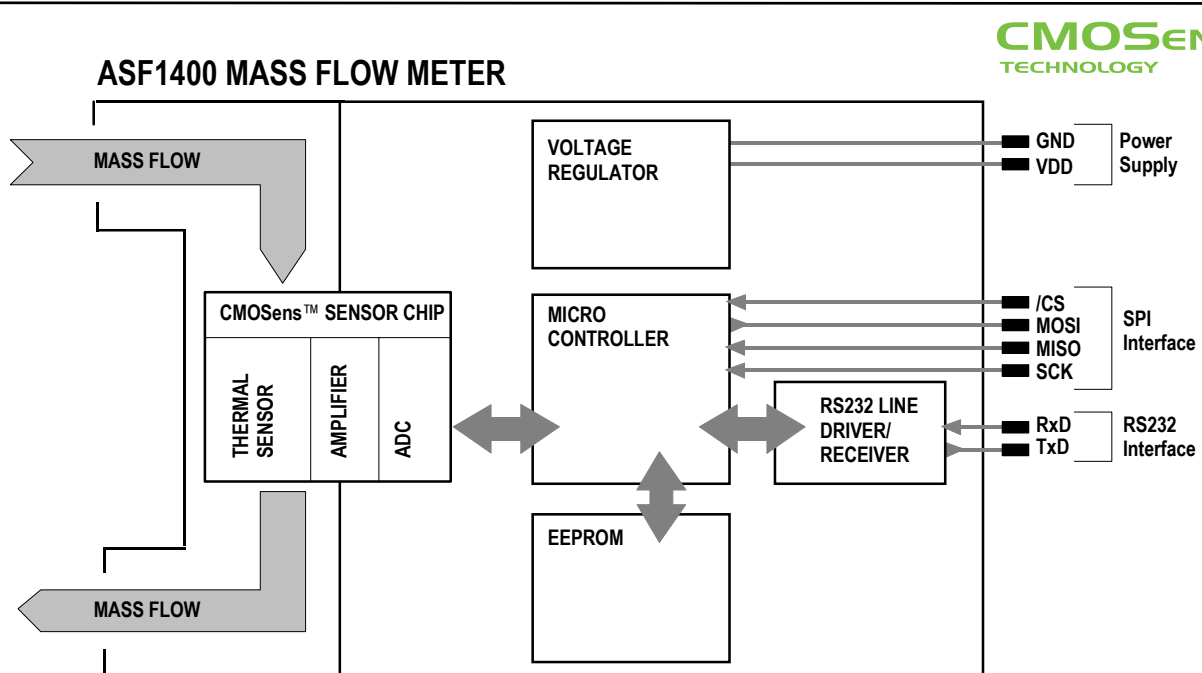 CMOSEN
TECHNOLOGY
ASF1400 MASS FLOW METER
MASS FLOW
VOLTAGE
REGULATOR
GND
VDD
Power
Supply
CMOSens™ SENSOR CHIP
THERMAL
SENSOR
AMPLIFIER
ADC
MICRO
CONTROLLER
/CS
MOSI
MISO
SCK
SPI
Interface
RS232 LINE
DRIVER/
RECEIVER
RxD
TxD
RS232
Interface
EEPROM
MASS FLOW